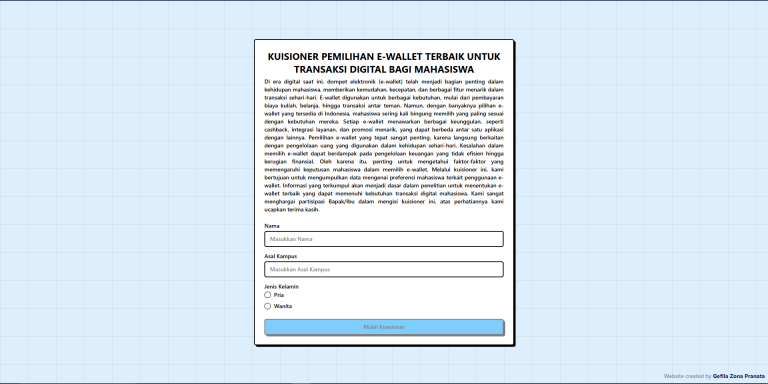 KUISIONER PEMILIHAN E-WALLET TERBAIK UNTUK
TRANSAKSI DIGITAL BAGI MAHASISWA
Di era digital saat ini, dompet elektronik (e-wallet) telah menjadi bagian penting dalam
kehidupan mahasiswa, memberikan kemudahan, kecepatan, dan berbagai fitur menarik dalam
transaksi sehari-hari. E-wallet digunakan untuk berbagai kebutuhan, mulai dari pembayaran
biaya kuliah, belanja, hingga transaksi antar teman. Namun, dengan banyaknya pilihan e-
wallet yang tersedia di Indonesia, mahasiswa sering kali bingung memilih yang paling sesuai
dengan kebutuhan mereka. Setiap e-wallet menawarkan berbagai keunggulan, seperti
cashback, integrasi layanan, dan promosi menarik, yang dapat berbeda antar satu aplikasi
dengan lainnya. Pemilihan e-wallet yang tepat sangat penting, karena langsung berkaitan
dengan pengelolaan uang yang digunakan dalam kehidupan sehari-hari. Kesalahan dalam
memilih e-wallet dapat berdampak pada pengelolaan keuangan yang tidak efisien hingga
kerugian finansial. Oleh karena itu, penting untuk mengetahui faktor-faktor yang
memengaruhi keputusan mahasiswa dalam memilih e-wallet. Melalui kuisioner ini, kami
bertujuan untuk mengumpulkan data mengenai preferensi mahasiswa terkait penggunaan e-
wallet. Informasi yang terkumpul akan menjadi dasar dalam penelitian untuk menentukan e-
wallet terbaik yang dapat memenuhi kebutuhan transaksi digital mahasiswa. Kami sangat
menghargai partisipasi Bapak/Ibu dalam mengisi kuisioner ini, atas perhatiannya kami
ucapkan terima kasih.
Nama
Masukkan Nama
Asal Kampus
Masukkan Asal Kampus
Jenis Kelamin
Pria
Wanita
Mulai Kuesioner
Website created by Gefila Zona Pranata